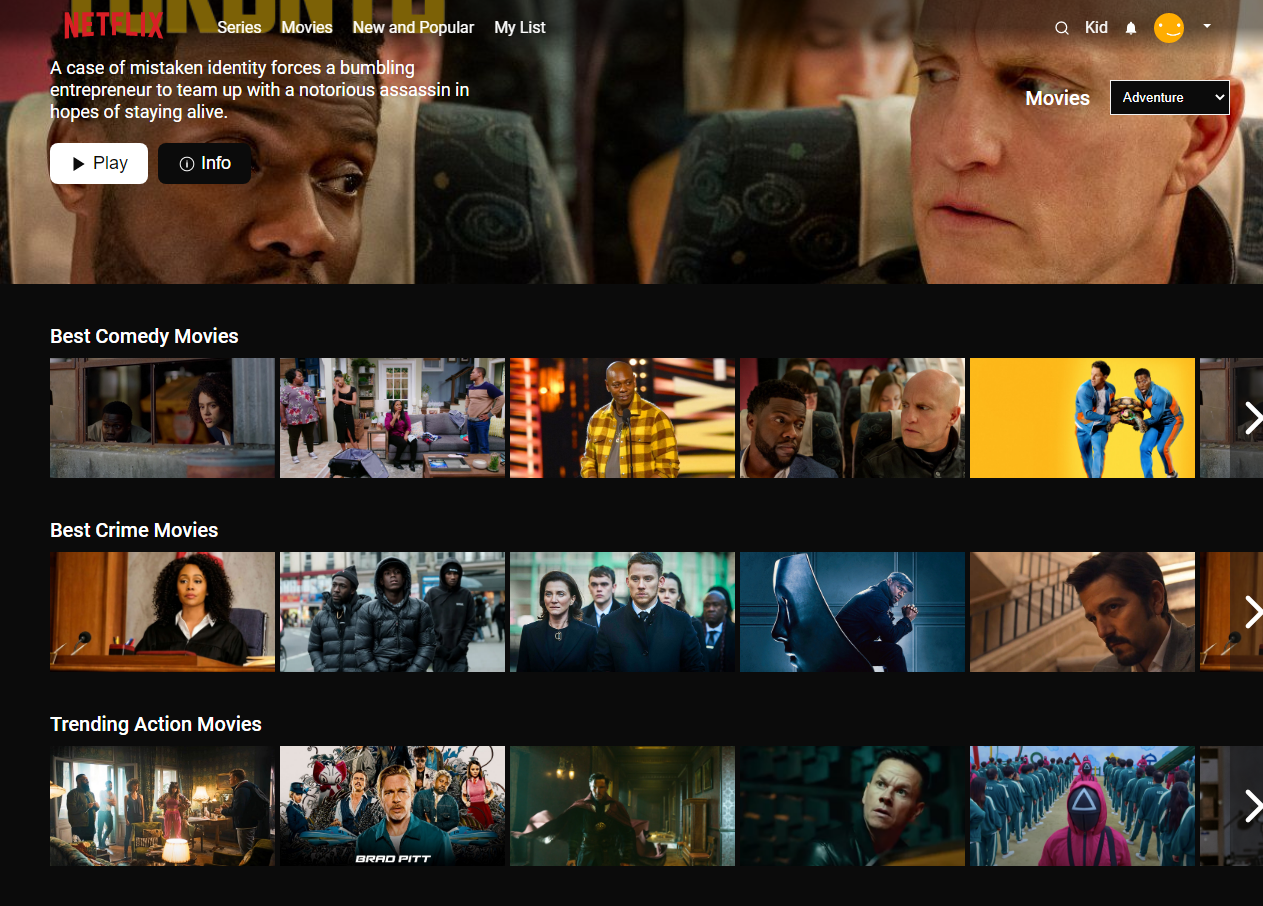 TORONTO
NETFLIX
Series
Movies
New and Popular
My List
Kid
A case of mistaken identity forces a bumbling
entrepreneur to team up with a notorious assassin in
hopes of staying alive.
Movies
Adventure
Play
Info
Best Comedy Movies
Best Crime Movies
Trending Action Movies
BRAD PITT